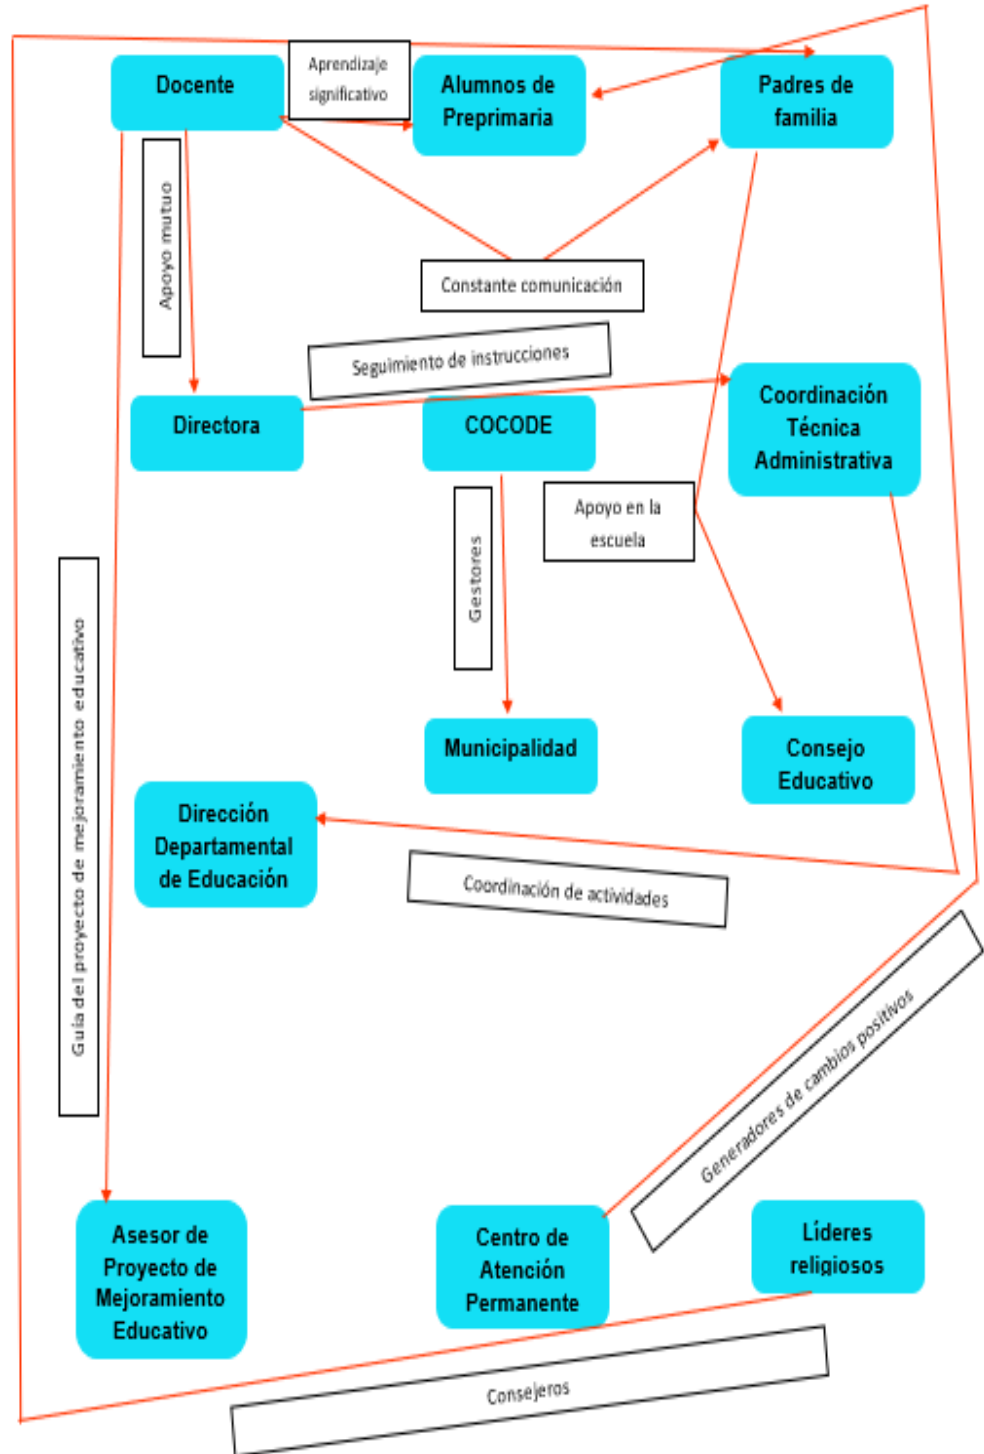 Docente
Aprendizaje
significativo
Alumnos de
Preprimaria
Padres de
familia
Apoyo mutuo
Constante comunicación
Seguimiento de instrucciones
Directora
COCODE
Coordinación
Técnica
Administrativa
Gestores
Apoyo en la
escuela
Guía del proyecto de mejoramiento educativo
Municipalidad
Consejo
Educativo
Dirección
Departamental
de Educación
Coordinación de actividades
Generadores de cambios positivos
Asesor de
Proyecto de
Mejoramiento
Educativo
Centro de
Atención
Permanente
Líderes
religiosos
Consejeros